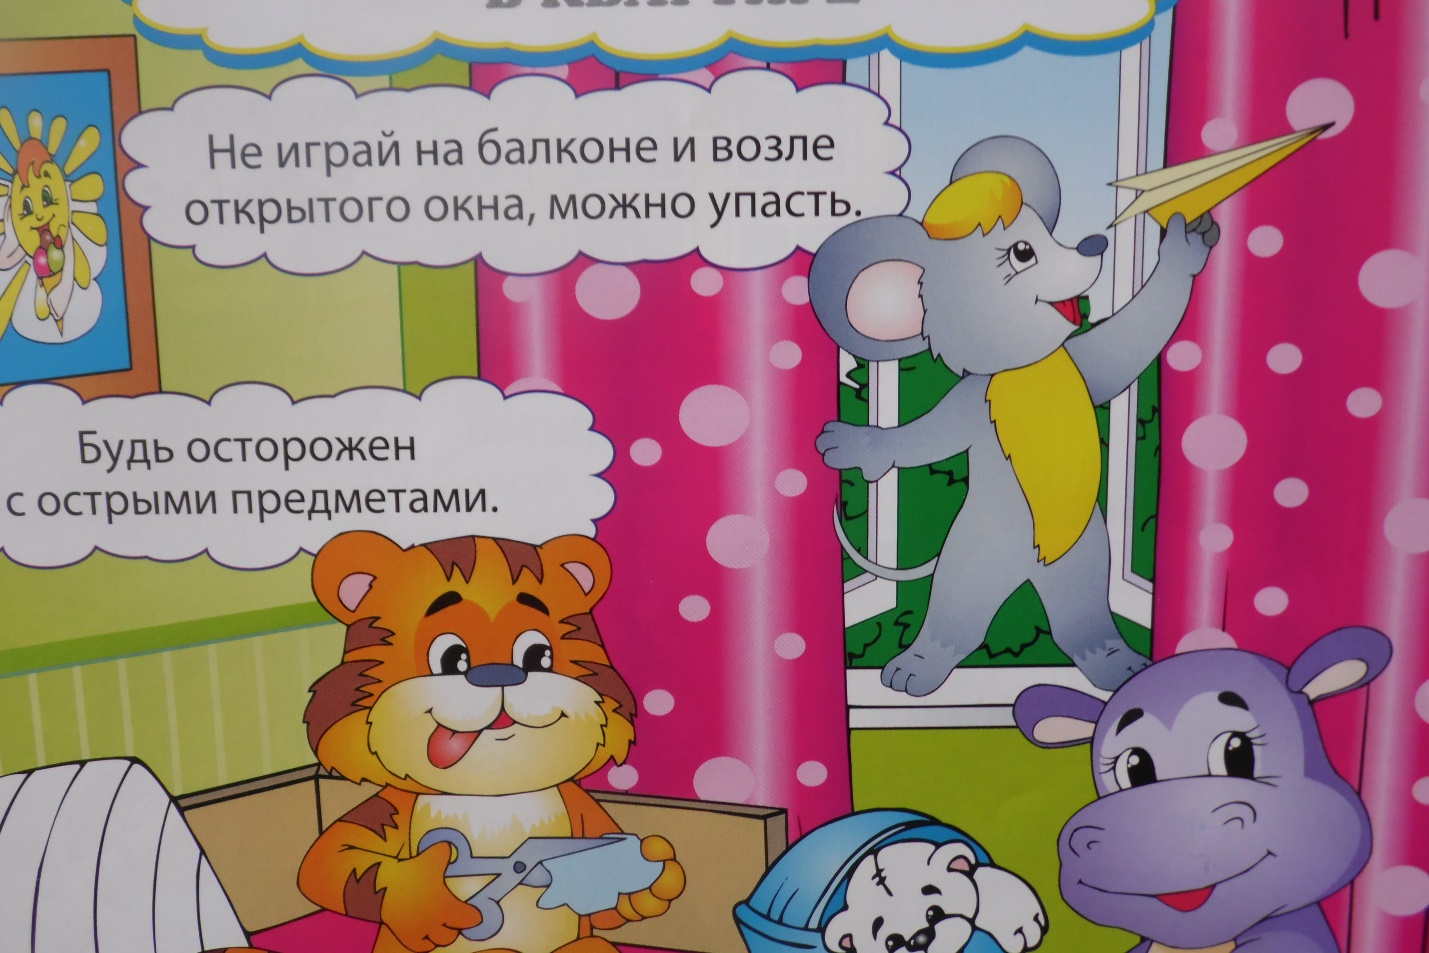 Не играй на балконе и возле
открытого окна, можно упасть.
Будь осторожен
с острыми предметами.